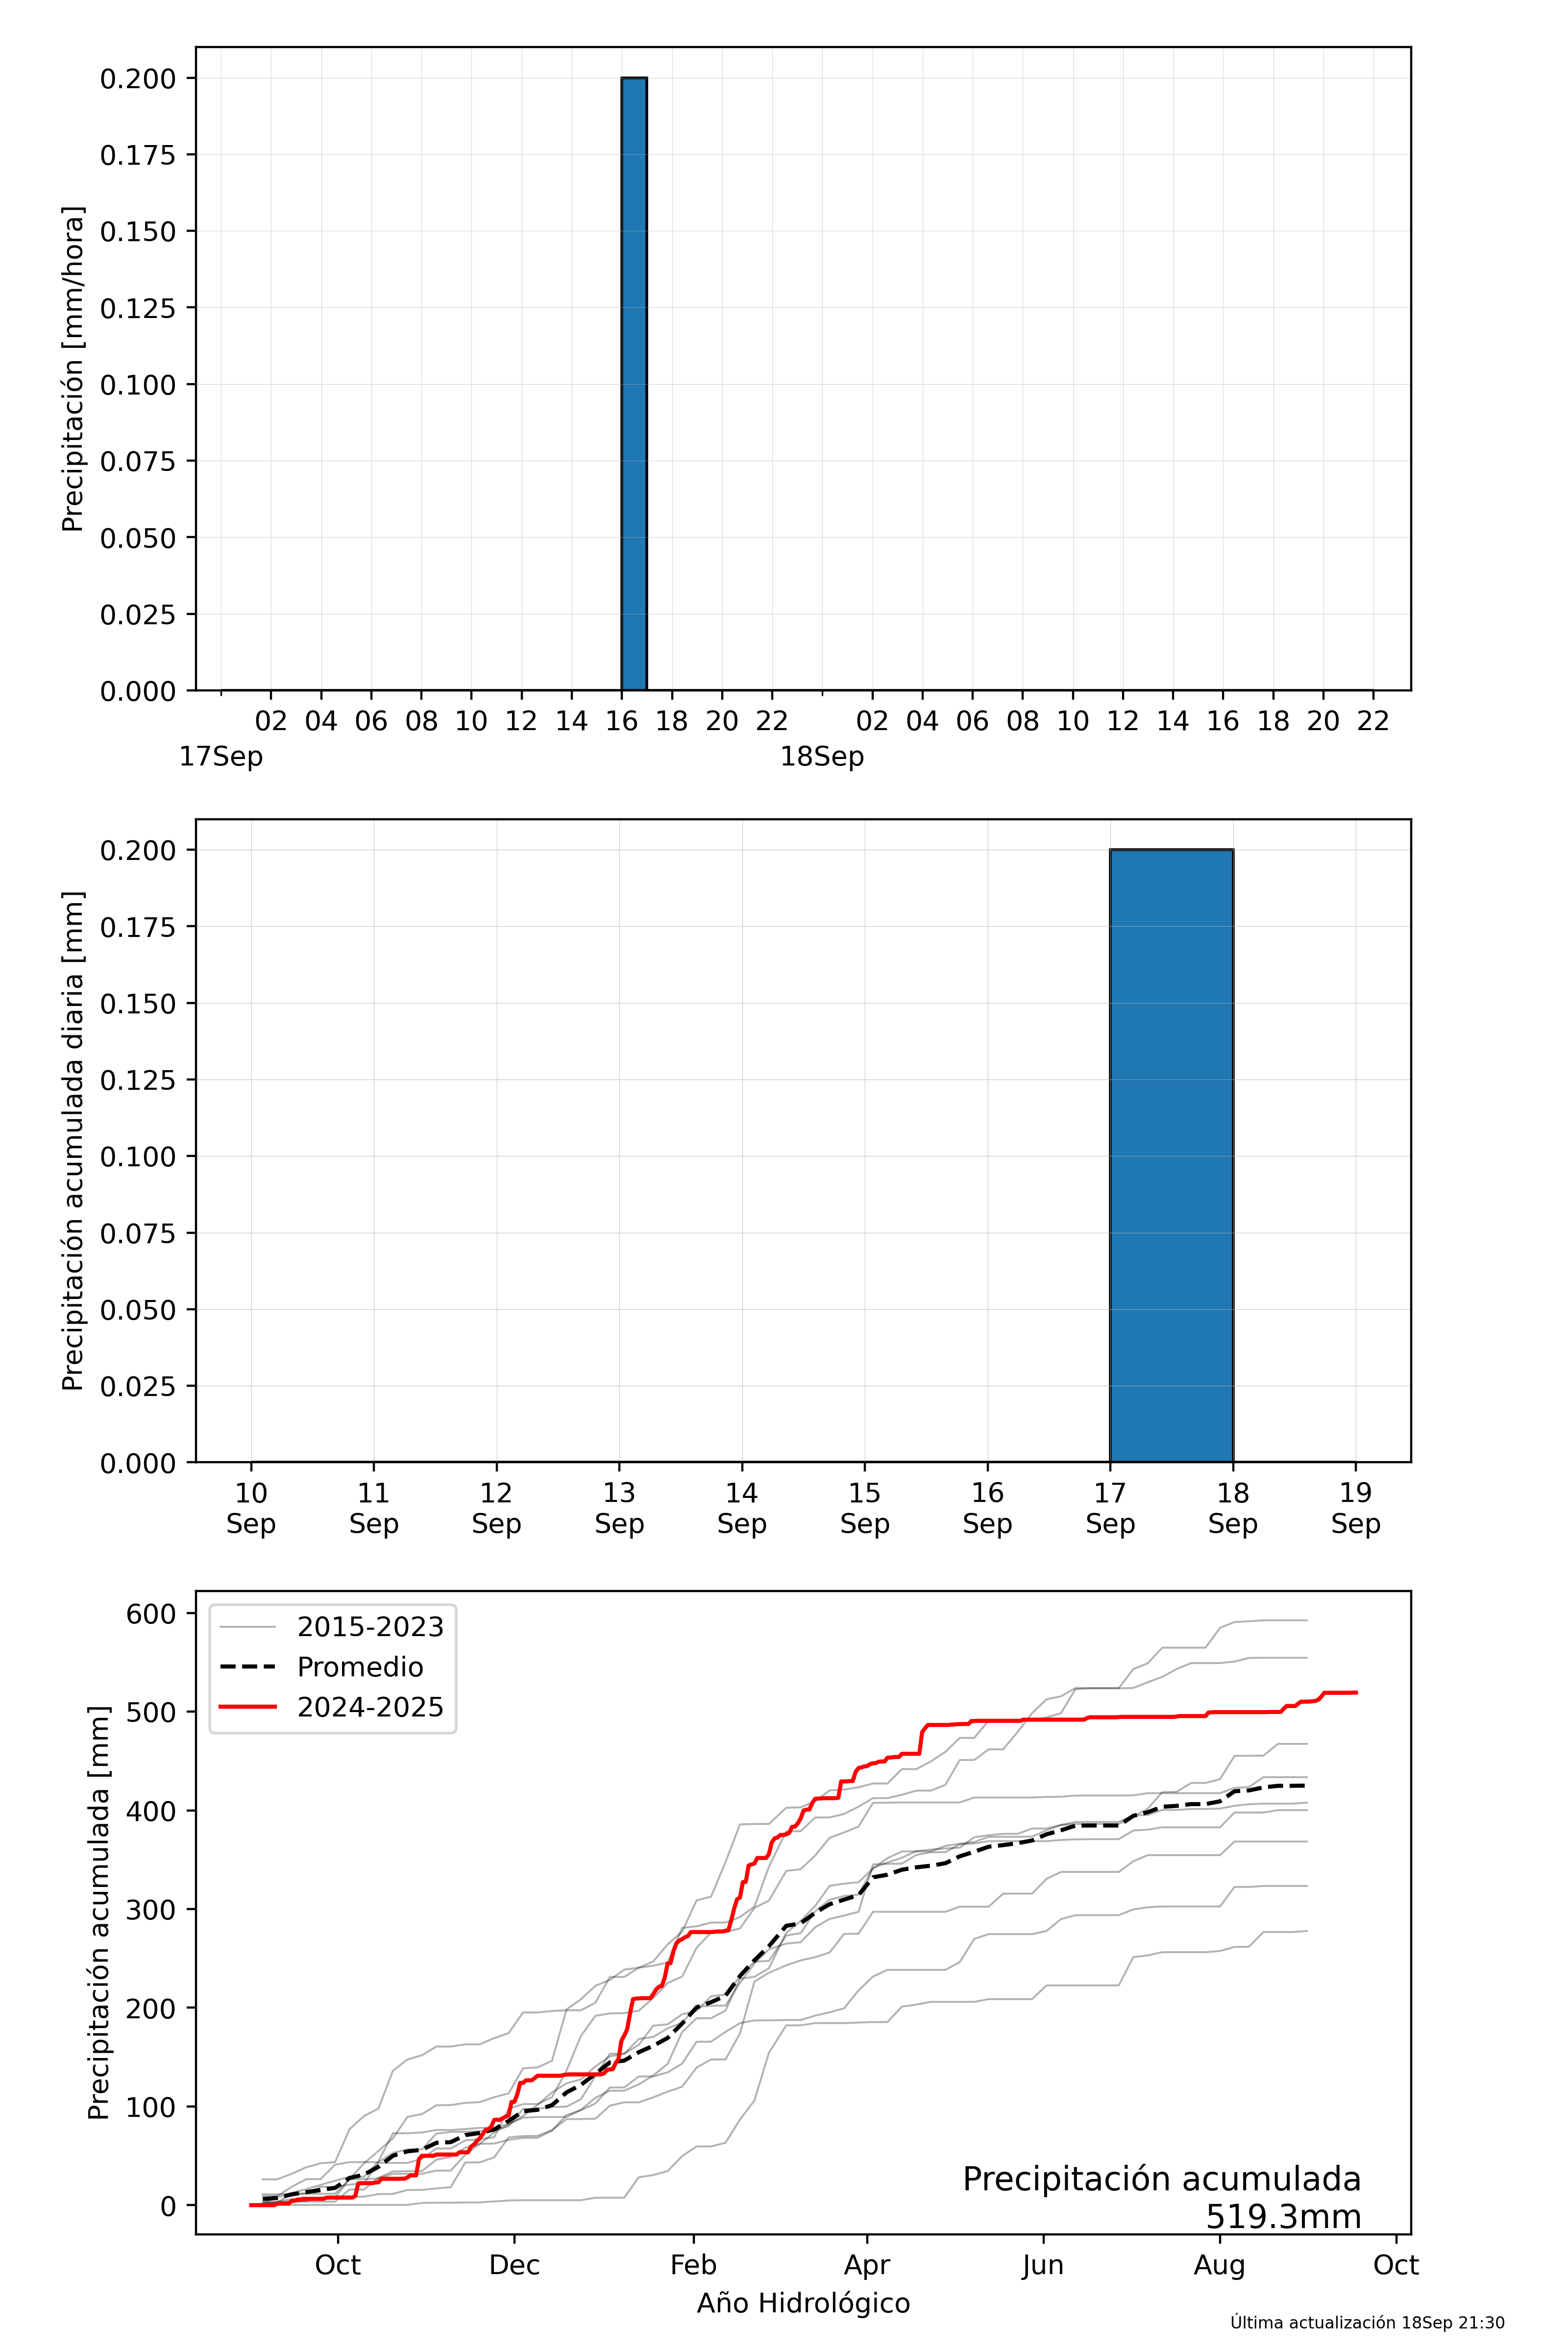 Precipitación [mm/hora]
0.200
0.175
0.150
0.125
0.100
0.075
0.050
0.025
0.000
02 04 06 08 10 12 14 16 18 20 22 02 04 06 08 10 12 14 16 18 20 22
17Sep 18Sep
Precipitación acumulada diaria [mm]
0.200
0.175
0.150
0.125
0.100
0.075
0.050
0.025
0.000
10 11 12 13 14 15 16 17 18 19
Sep Sep Sep Sep Sep Sep Sep Sep Sep Sep
Precipitación acumulada [mm]
600
500
400
300
200
100
0
2015-2023
Promedio
2024-2025
Precipitación acumulada
519.3mm
Oct Dec Feb Apr Jun Aug Oct
Año Hidrológico
Última actualización 18Sep 21:30